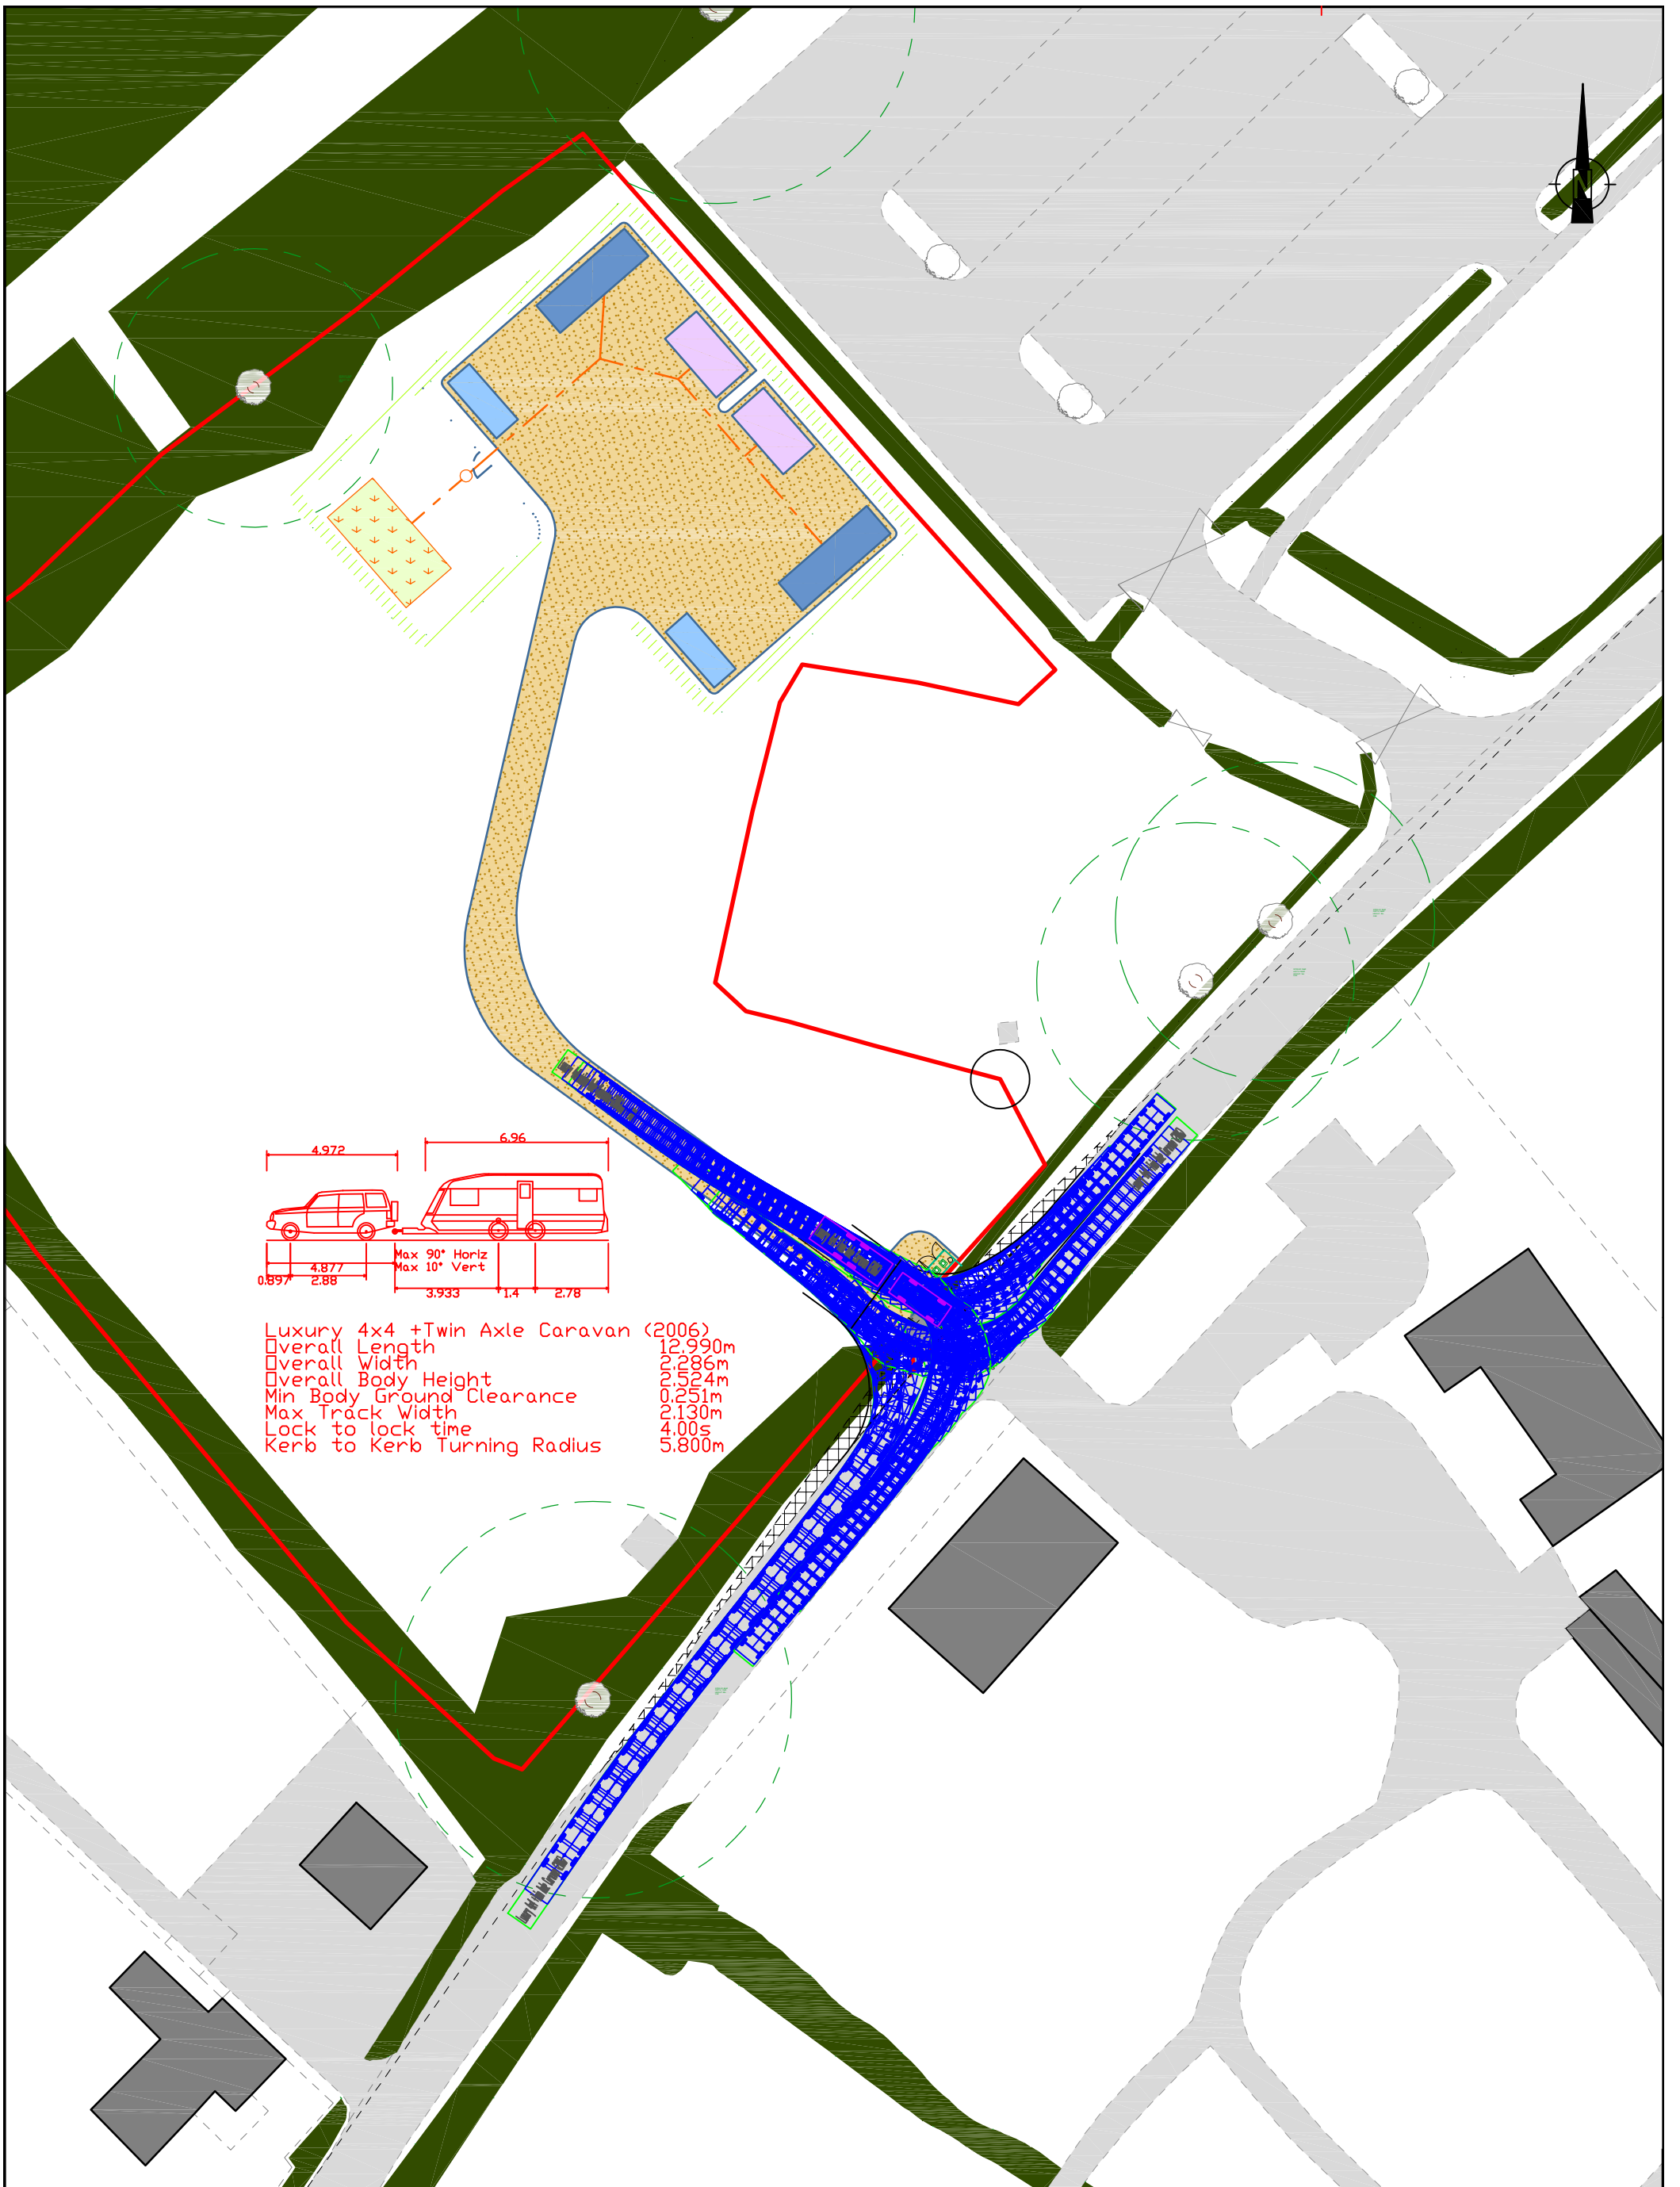 N
4.972
6.96
Max 90° Horiz
Max 10° Vert
4.877
0.897
2.88
3.933
1.4
2.78
Luxury 4x4 +Twin Axle Caravan (2006)
Overall Length 12.990m
Overall Width 2.286m
Overall Body Height 2.524m
Min Body Ground Clearance 0.251m
Max Track Width 2.130m
Lock to lock time 4.00s
Kerb to Kerb Turning Radius 5.800m